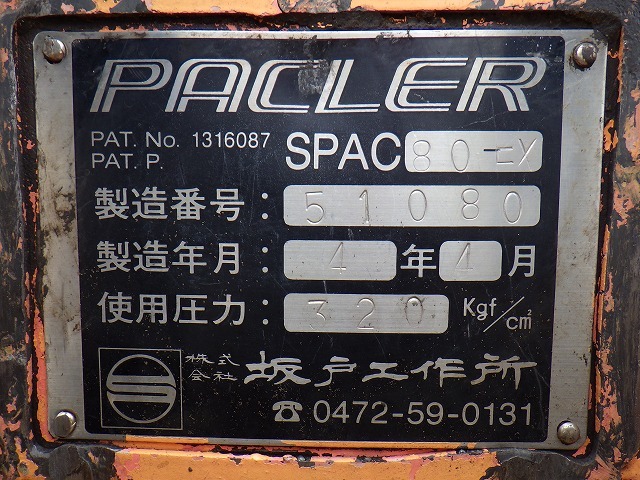 PACLER
PAT. No. 1316087
PAT. P.
SPAC 80-ニy
製造番号: 51080
製造年月: 4年4月
使用圧力: 320 Kgf/cm²
株式会社 坂戸工作所
☎0472-59-0131